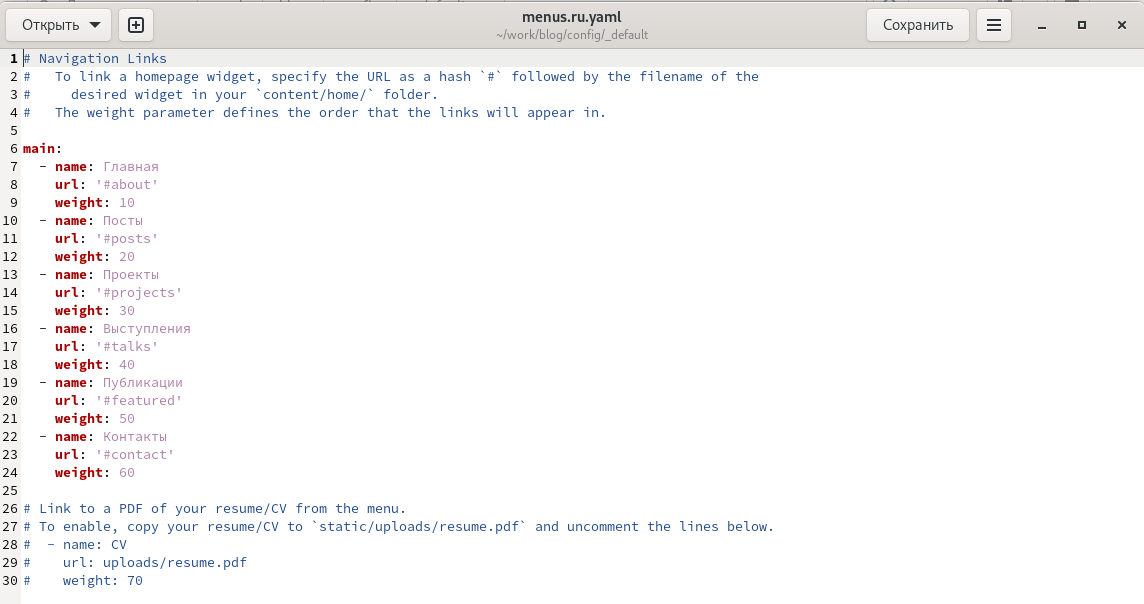 Открыть
menus.ru.yaml
~/work/blog/config/_default
Сохранить
1 # Navigation Links
2 #   To link a homepage widget, specify the URL as a hash `#` followed by the filename of the
3 #     desired widget in your `content/home/` folder.
4 #   The weight parameter defines the order that the links will appear in.
5
6 main:
7   - name: Главная
8     url: '#about'
9     weight: 10
10   - name: Посты
11     url: '#posts'
12     weight: 20
13   - name: Проекты
14     url: '#projects'
15     weight: 30
16   - name: Выступления
17     url: '#talks'
18     weight: 40
19   - name: Публикации
20     url: '#featured'
21     weight: 50
22   - name: Контакты
23     url: '#contact'
24     weight: 60
25
26 # Link to a PDF of your resume/CV from the menu.
27 # To enable, copy your resume/CV to `static/uploads/resume.pdf` and uncomment the lines below.
28 #  - name: CV
29 #    url: uploads/resume.pdf
30 #    weight: 70